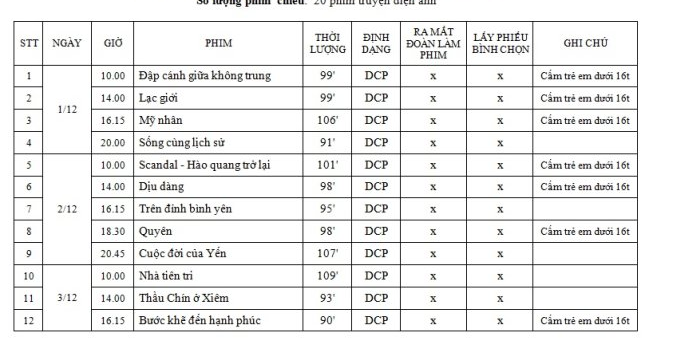 Số lượng phim chiếu: 20 phim truyện điện ảnh
STT NGÀY GIỜ PHIM THỜI LƯỢNG ĐỊNH DẠNG RA MẮT ĐOÀN LÀM PHIM LẤY PHIẾU BÌNH CHỌN GHI CHÚ
1 1/12 10.00 Đập cánh giữa không trung 99' DCP x x Cấm trẻ em dưới 16t
2 14.00 Lạc giới 99' DCP x x Cấm trẻ em dưới 16t
3 16.15 Mỹ nhân 106' DCP x x Cấm trẻ em dưới 16t
4 20.00 Sống cùng lịch sử 91' DCP x x
5 2/12 10.00 Scandal - Hào quang trở lại 101' DCP x x Cấm trẻ em dưới 16t
6 14.00 Dịu dàng 98' DCP x x Cấm trẻ em dưới 16t
7 16.15 Trên đỉnh bình yên 95' DCP x x
8 18.30 Quyên 98' DCP x x Cấm trẻ em dưới 16t
9 20.45 Cuộc đời của Yến 107' DCP x x
10 3/12 10.00 Nhà tiên tri 109' DCP x x
11 14.00 Thầu Chín ở Xiêm 93' DCP x x
12 16.15 Bước khẽ đến hạnh phúc 90' DCP x x Cấm trẻ em dưới 16t